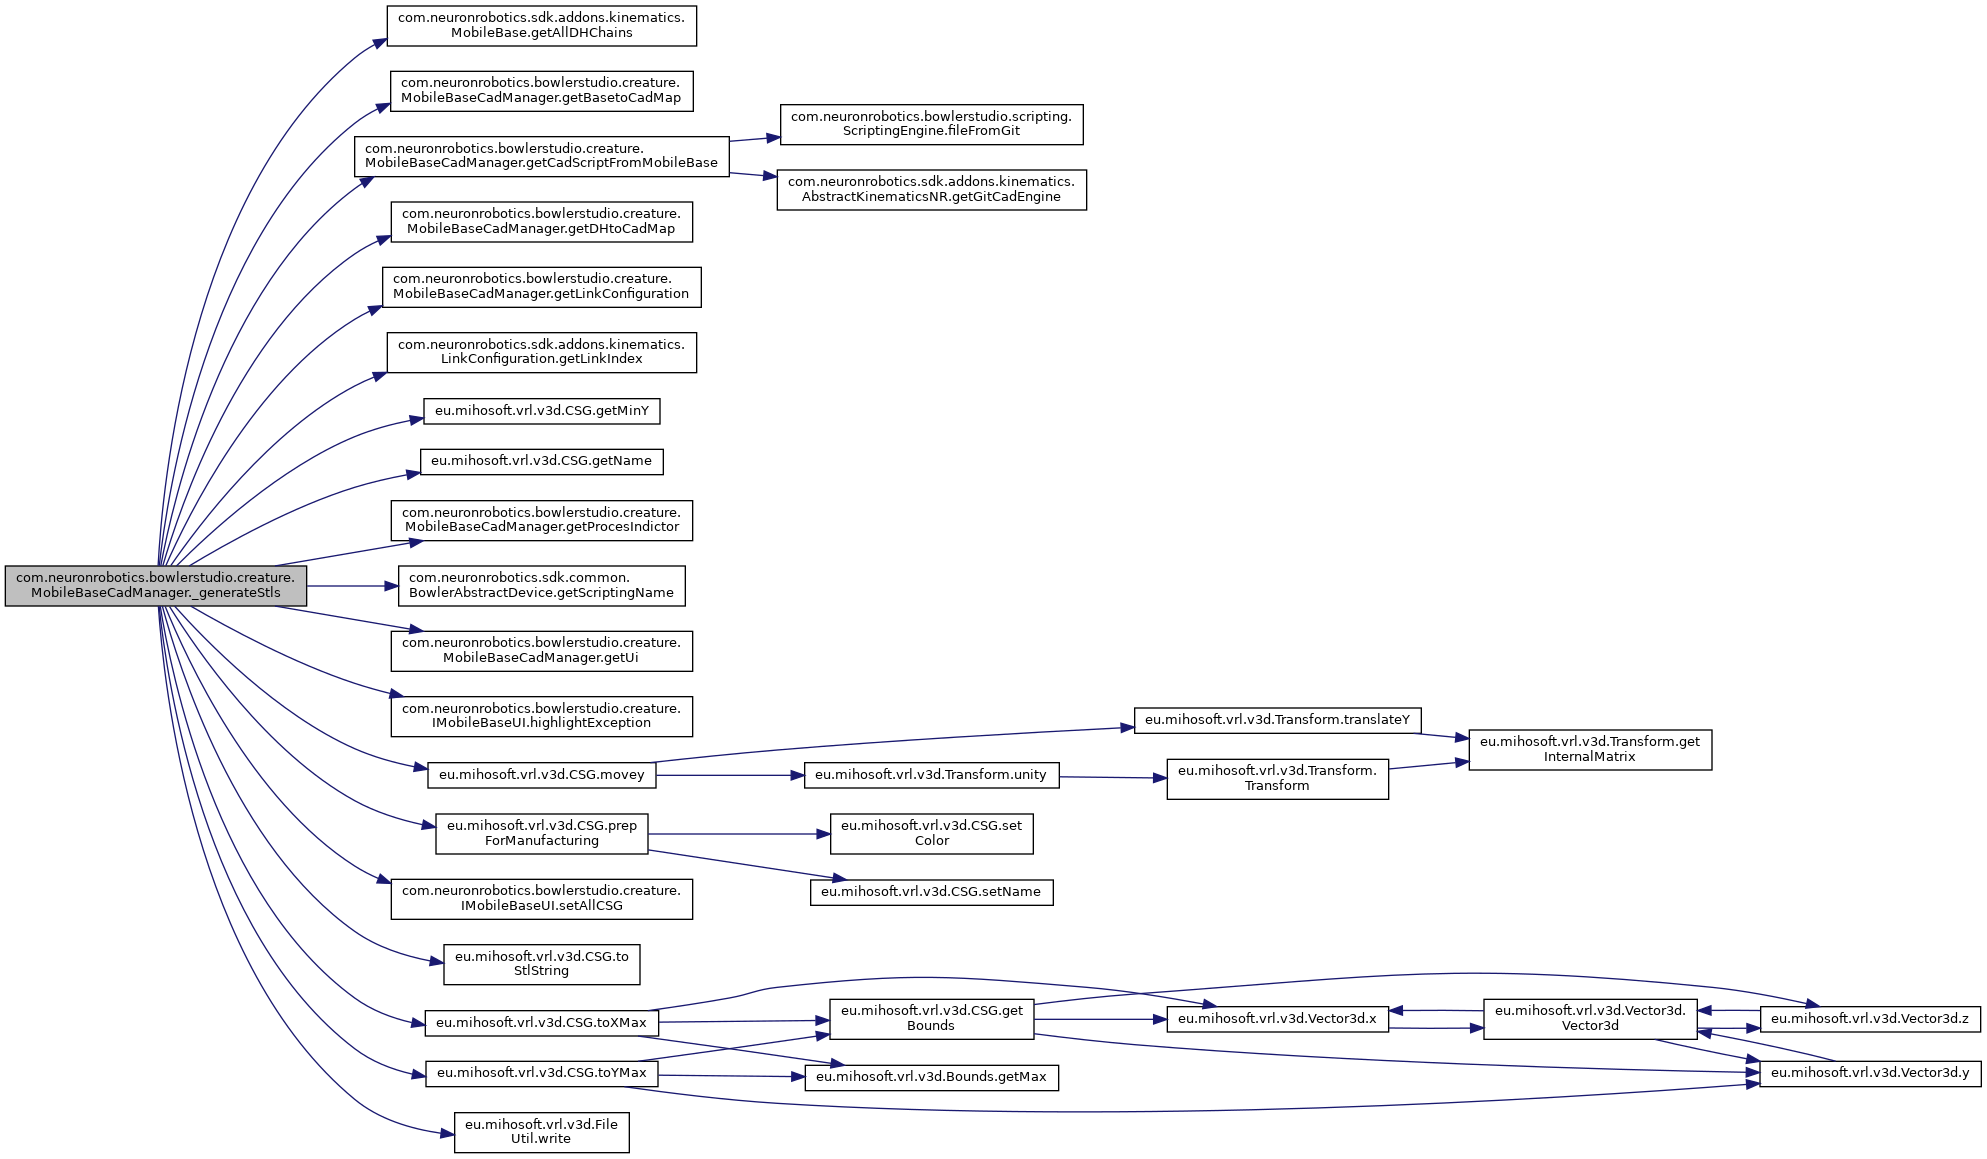 com.neuronrobotics.sdk.addons.kinematics.
MobileBase.getAllDHChains
com.neuronrobotics.bowlerstudio.creature.
MobileBaseCadManager.getBasetoCadMap
com.neuronrobotics.bowlerstudio.scripting.
ScriptingEngine.fileFromGit
com.neuronrobotics.bowlerstudio.creature.
MobileBaseCadManager.getCadScriptFromMobileBase
com.neuronrobotics.sdk.addons.kinematics.
AbstractKinematicsNR.getGitCadEngine
com.neuronrobotics.bowlerstudio.creature.
MobileBaseCadManager.getDHtoCadMap
com.neuronrobotics.bowlerstudio.creature.
MobileBaseCadManager.getLinkConfiguration
com.neuronrobotics.sdk.addons.kinematics.
LinkConfiguration.getLinkIndex
eu.mihosoft.vrl.v3d.CSG.getMinY
eu.mihosoft.vrl.v3d.CSG.getName
com.neuronrobotics.bowlerstudio.creature.
MobileBaseCadManager.getProcesIndictor
com.neuronrobotics.bowlerstudio.creature.
MobileBaseCadManager._generateStls
com.neuronrobotics.sdk.common.
BowlerAbstractDevice.getScriptingName
com.neuronrobotics.bowlerstudio.creature.
MobileBaseCadManager.getUi
com.neuronrobotics.bowlerstudio.creature.
IMobileBaseUI.highlightException
eu.mihosoft.vrl.v3d.Transform.translateY
eu.mihosoft.vrl.v3d.Transform.get
InternalMatrix
eu.mihosoft.vrl.v3d.CSG.movey
eu.mihosoft.vrl.v3d.Transform.unity
eu.mihosoft.vrl.v3d.Transform.
Transform
eu.mihosoft.vrl.v3d.CSG.prep
ForManufacturing
eu.mihosoft.vrl.v3d.CSG.set
Color
eu.mihosoft.vrl.v3d.CSG.setName
com.neuronrobotics.bowlerstudio.creature.
IMobileBaseUI.setAllCSG
eu.mihosoft.vrl.v3d.CSG.to
StlString
eu.mihosoft.vrl.v3d.CSG.toXMax
eu.mihosoft.vrl.v3d.CSG.get
Bounds
eu.mihosoft.vrl.v3d.Vector3d.x
eu.mihosoft.vrl.v3d.Vector3d.
Vector3d
eu.mihosoft.vrl.v3d.Vector3d.z
eu.mihosoft.vrl.v3d.CSG.toYMax
eu.mihosoft.vrl.v3d.Bounds.getMax
eu.mihosoft.vrl.v3d.Vector3d.y
eu.mihosoft.vrl.v3d.File
Util.write